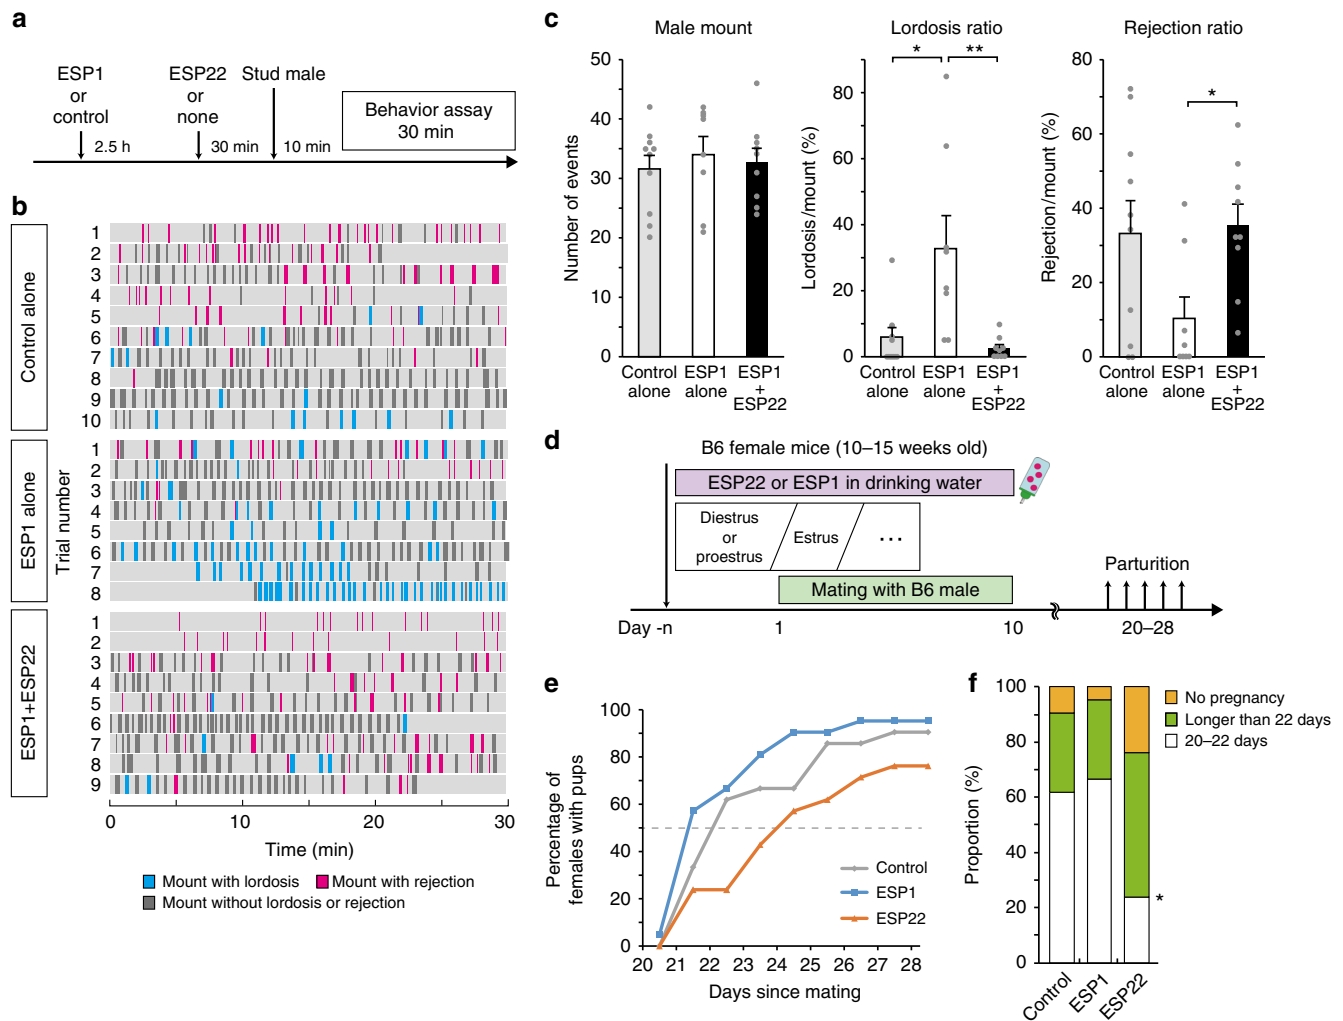 a
ESP1
or
control
ESP22
or
none
Stud male
Behavior assay
30 min
2.5 h
30 min
10 min
b
Control alone
1
2
3
4
5
6
7
8
9
10
ESP1 alone
Trial number
1
2
3
4
5
6
7
8
ESP1+ESP22
1
2
3
4
5
6
7
8
9
0 10 20 30
Time (min)
Mount with lordosis
Mount with rejection
Mount without lordosis or rejection
c
Male mount
Number of events
50
40
30
20
10
0
Control alone
ESP1 alone
ESP1 + ESP22
Lordosis ratio
Lordosis/mount (%)
* **
80
60
40
20
0
Control alone
ESP1 alone
ESP1 + ESP22
Rejection ratio
Rejection/mount (%)
*
80
60
40
20
0
Control alone
ESP1 alone
ESP1 + ESP22
d
B6 female mice (10–15 weeks old)
ESP22 or ESP1 in drinking water
Diestrus
or
proestrus
Estrus
...
Mating with B6 male
Parturition
Day -n
1
10
20–28
e
Percentage of
females with pups
100
80
60
40
20
0
Control
ESP1
ESP22
20 21 22 23 24 25 26 27 28
Days since mating
f
Proportion (%)
100
80
60
40
20
0
No pregnancy
Longer than 22 days
20–22 days
*
Control
ESP1
ESP22